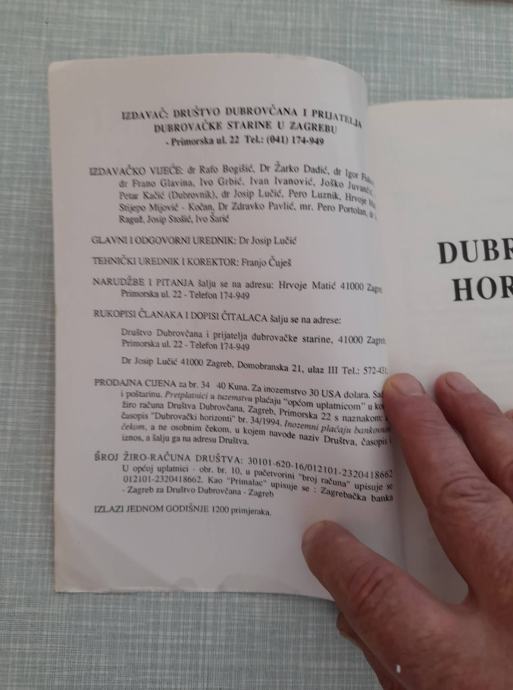 IZDAVAČ: DRUŠTVO DUBROVČANA I PRIJATELJA
DUBROVAČKE STARINE U ZAGREBU
- Primorska ul. 22 Tel.: (041) 174-949
IZDAVAČKO VIJEĆE: dr Rafo Bogišić, Dr Žarko Dadić, dr Igor
dr Frano Glavina, Ivo Grbić, Ivan Ivanović, Joško
Petar Kačić (Dubrovnik), dr Josip Lučić, Pero Luznik, Hrvoje
Stijepo Mijović - Kočan, Dr Zdravko Pavlić, mr. Pero Portolan,
Raguž, Josip Stošić, Ivo Šarić
GLAVNI I ODGOVORNI UREDNIK: Dr Josip Lučić
TEHNIČKI UREDNIK I KOREKTOR: Franjo Čuješ
NARUDŽBE I PITANJA šalju se na adresu: Hrvoje Matić 41000
Primorska ul. 22 - Telefon 174-949
RUKOPISI ČLANAKA I DOPISI ČITALACA šalju se na adrese:
Društvo Dubrovčana i prijatelja dubrovačke starine, 41000
Primorska ul. 22 - Telefon 174-949
Dr Josip Lučić 41000 Zagreb, Domobranska 21, ulaz III Tel.:
PRODAJNA CIJENA za br. 34 40 Kuna. Za inozemstvo 30 USA dolara.
i poštarinu. Pretplatnici u tuzemstvu plaćaju "općom uplatnicom" u
žiro računa Društva Dubrovčana, Zagreb, Primorska 22 s naznakom:
časopis "Dubrovački horizonti" br. 34/1994. Inozemni plaćaju bankovnim
čekom, a ne osobnim čekom, u kojem navode naziv Društva, časopis i
iznos, a šalju ga na adresu Društva.
BROJ ŽIRO-RAČUNA DRUŠTVA: 30101-620-16/012101-2320418662
U općoj uplatnici - obr. br. 10, u pačetvorini "broj računa" upisuje se
012101-2320418662. Kao "Primalac" upisuje se : Zagrebačka banka
- Zagreb za Društvo Dubrovčana - Zagreb
IZLAZI JEDNOM GODIŠNJE 1200 primjeraka.
DUBR
HOR